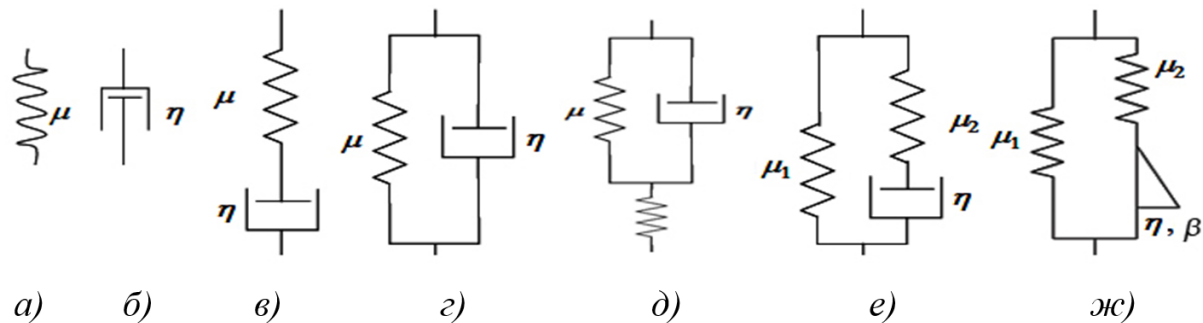 μ η μ η μ η μ η μ₁ μ₂ η μ₁ μ₂ η, β
а) б) в) г) д) е) ж)